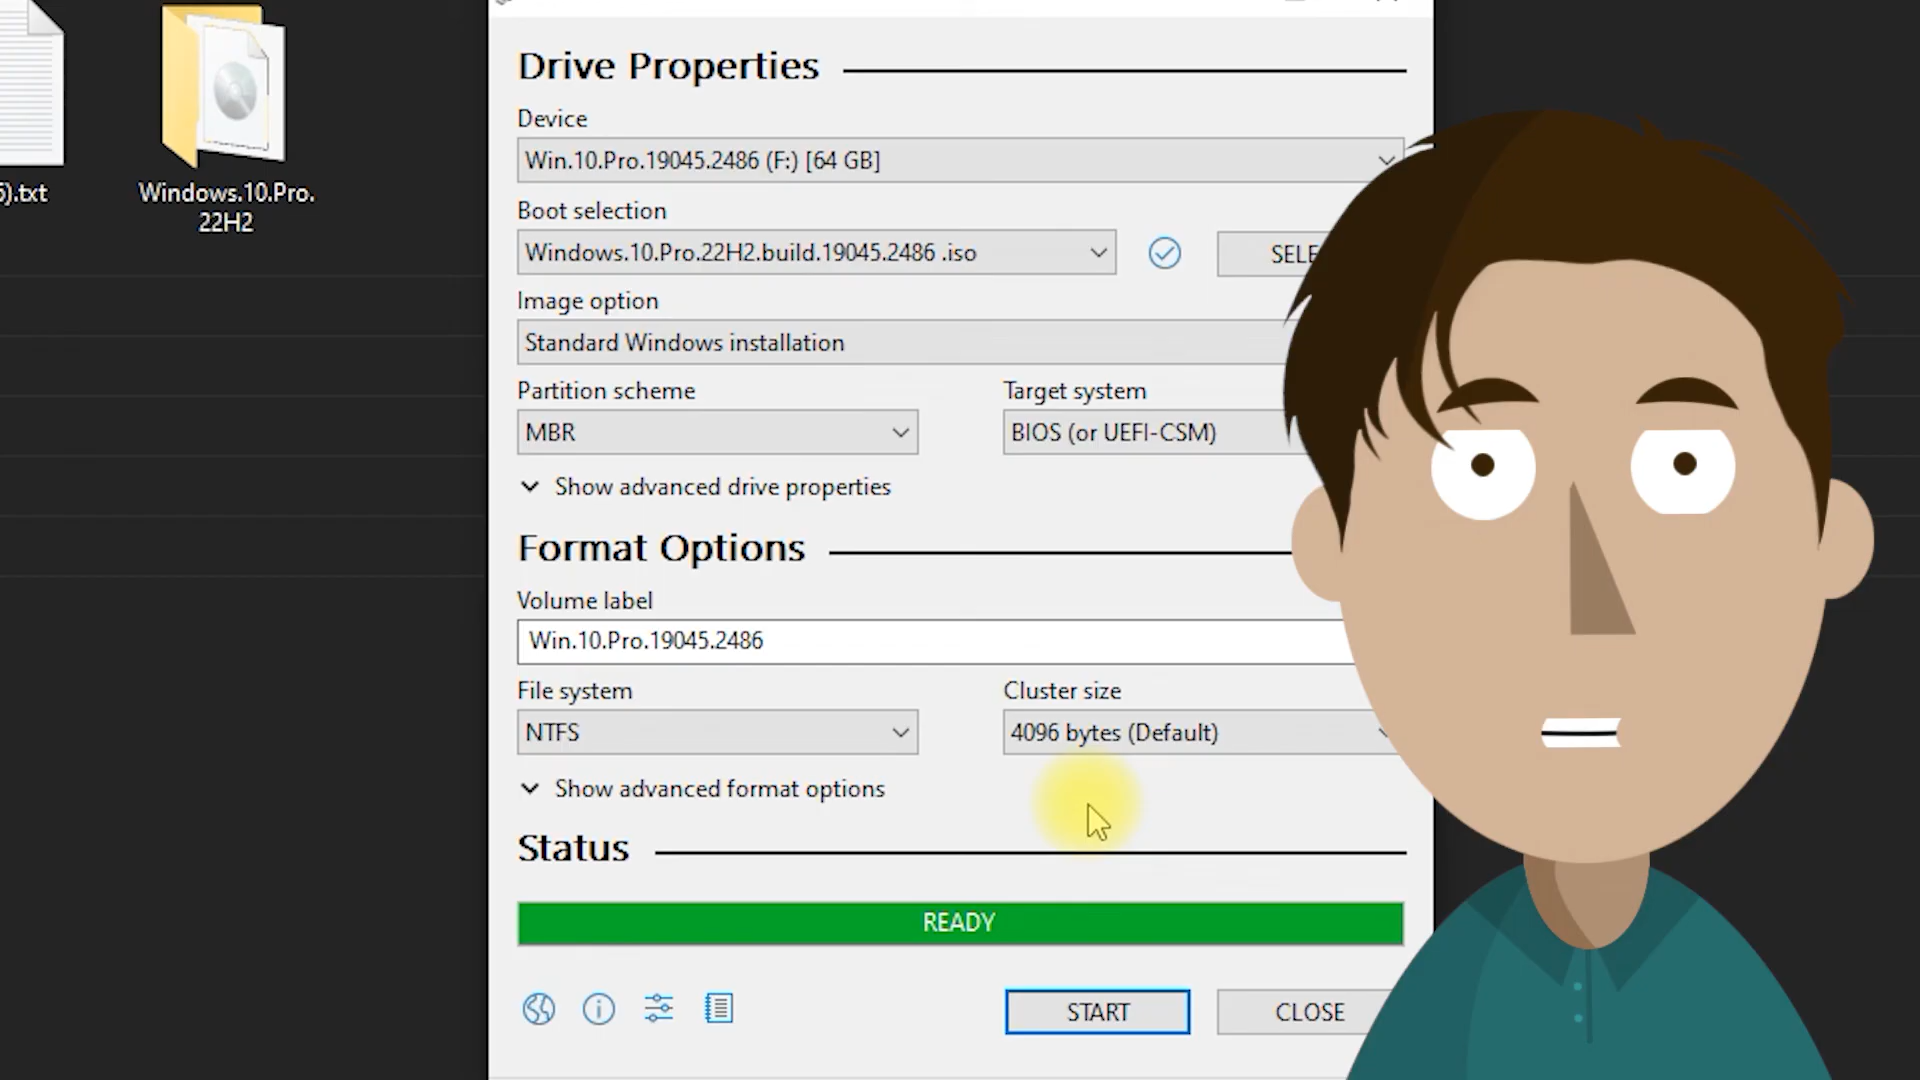 5).txt
Windows.10.Pro.
22H2
Drive Properties
Device
Win.10.Pro.19045.2486 (F:) [64 GB]
Boot selection
Windows.10.Pro.22H2.build.19045.2486 .iso
SELE
Image option
Standard Windows installation
Partition scheme
Target system
MBR
BIOS (or UEFI-CSM)
Show advanced drive properties
Format Options
Volume label
Win.10.Pro.19045.2486
File system
Cluster size
NTFS
4096 bytes (Default)
Show advanced format options
Status
READY
START
CLOSE